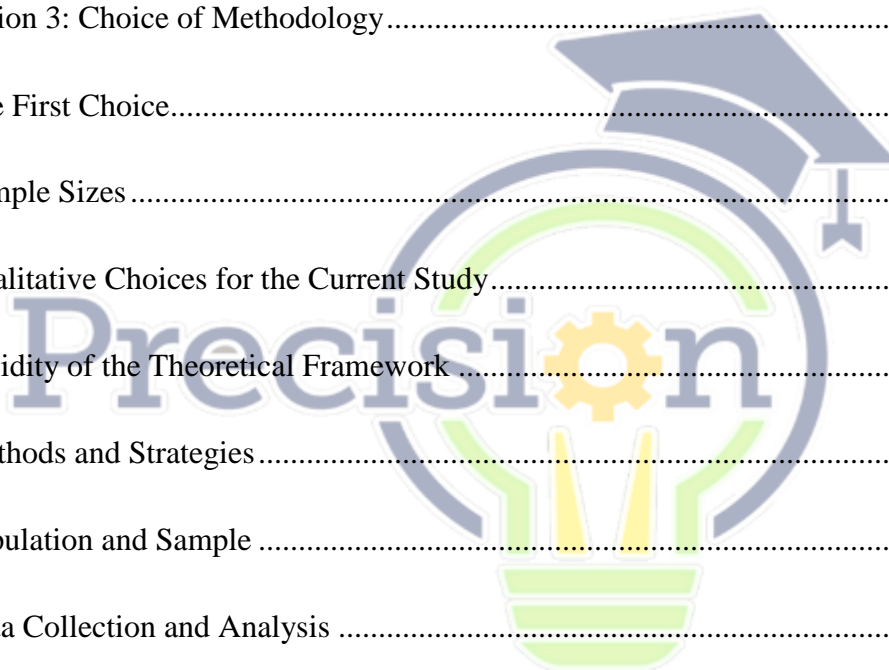 ion 3: Choice of Methodology
e First Choice
mple Sizes
alitative Choices for the Current Study
Precision
idity of the Theoretical Framework
thods and Strategies
pulation and Sample
ta Collection and Analysis